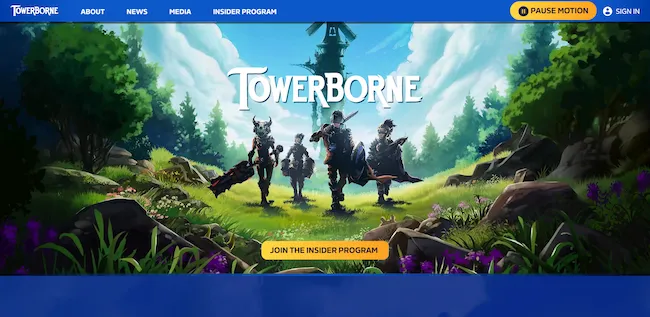 TOWERBORNE ABOUT NEWS MEDIA INSIDER PROGRAM PAUSE MOTION SIGN IN
TOWERBORNE
JOIN THE INSIDER PROGRAM